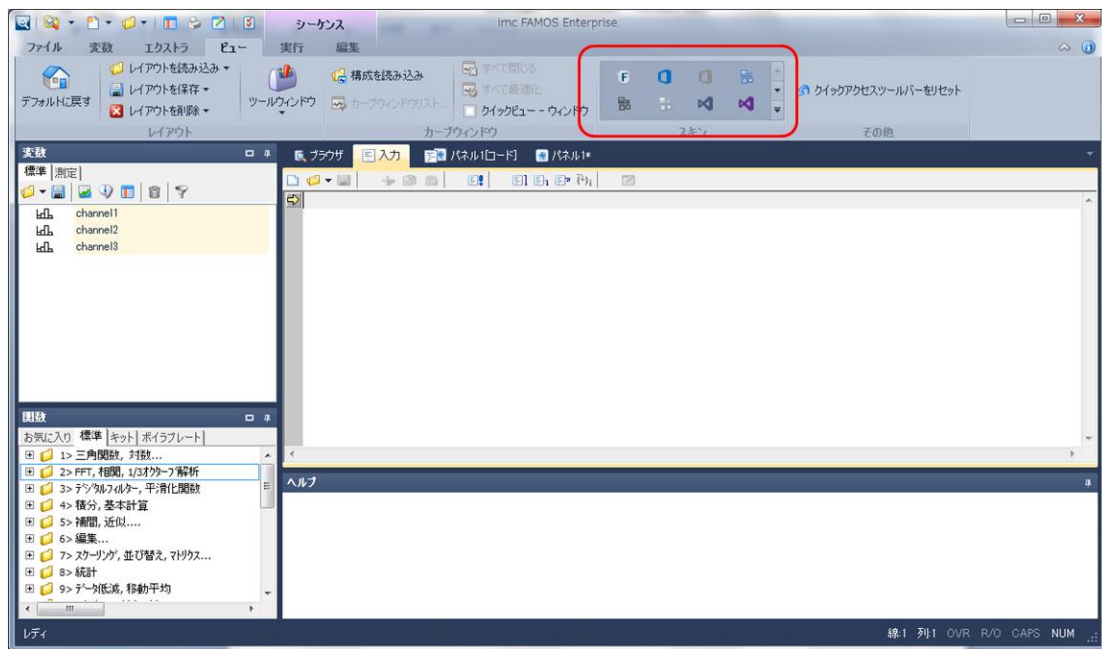 シーケンス
imc FAMOS Enterprise
ファイル 変数 エクストラ ビュー 実行 編集
デフォルトに戻す
レイアウトを読み込み
レイアウトを保存
レイアウトを削除
レイアウト
ツールウィンドウ
構成を読み込み
カーブウィンドウリスト...
すべて閉じる
すべて最適化
クイックビュー - ウィンドウ
カーブウィンドウ
F
スキン
クイックアクセスツールバーをリセット
その他
変数
標準 測定
channel1
channel2
channel3
ブラウザ 入力 パネル1[コード] パネル1*
関数
お気に入り 標準 キット ボイラプレート
1> 三角関数, 対数...
2> FFT, 相関, 1/3オクターブ解析
3> デジタルフィルター, 平滑化関数
4> 積分, 基本計算
5> 補間, 近似....
6> 編集...
7> スケーリング, 並び替え, マトリクス...
8> 統計
9> データ低減, 移動平均
ヘルプ
レディ
線:1 列:1 OVR R/O CAPS NUM